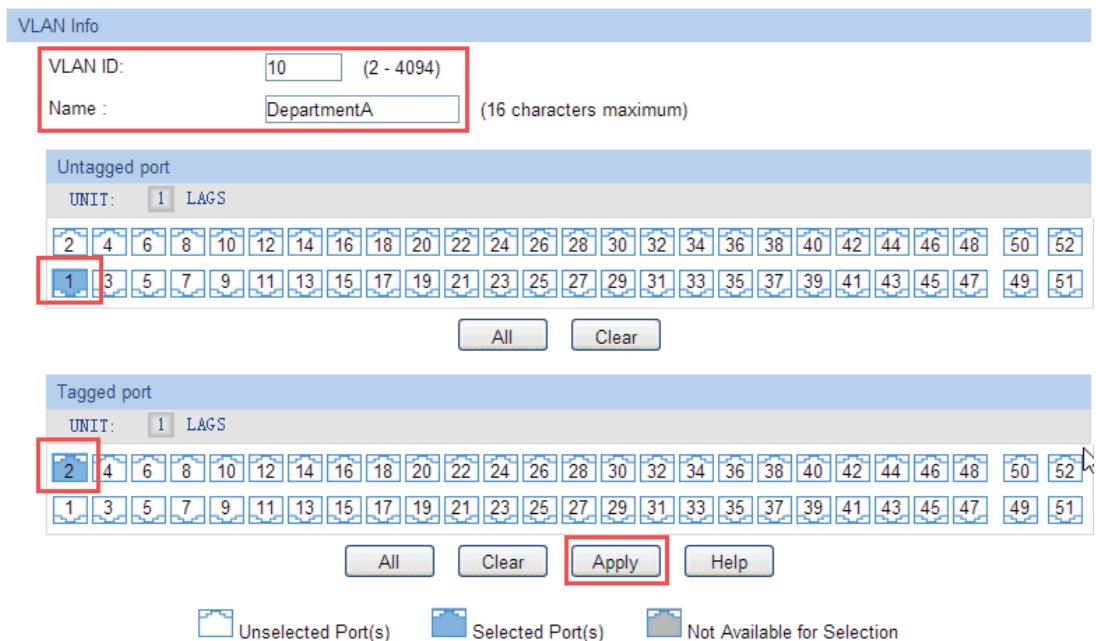 VLAN Info
VLAN ID: 10 (2 - 4094)
Name : DepartmentA (16 characters maximum)
Untagged port
UNIT: 1 LAGS
2 4 6 8 10 12 14 16 18 20 22 24 26 28 30 32 34 36 38 40 42 44 46 48 50 52
1 3 5 7 9 11 13 15 17 19 21 23 25 27 29 31 33 35 37 39 41 43 45 47 49 51
All Clear
Tagged port
UNIT: 1 LAGS
2 4 6 8 10 12 14 16 18 20 22 24 26 28 30 32 34 36 38 40 42 44 46 48 50 52
1 3 5 7 9 11 13 15 17 19 21 23 25 27 29 31 33 35 37 39 41 43 45 47 49 51
All Clear Apply Help
Unselected Port(s) Selected Port(s) Not Available for Selection